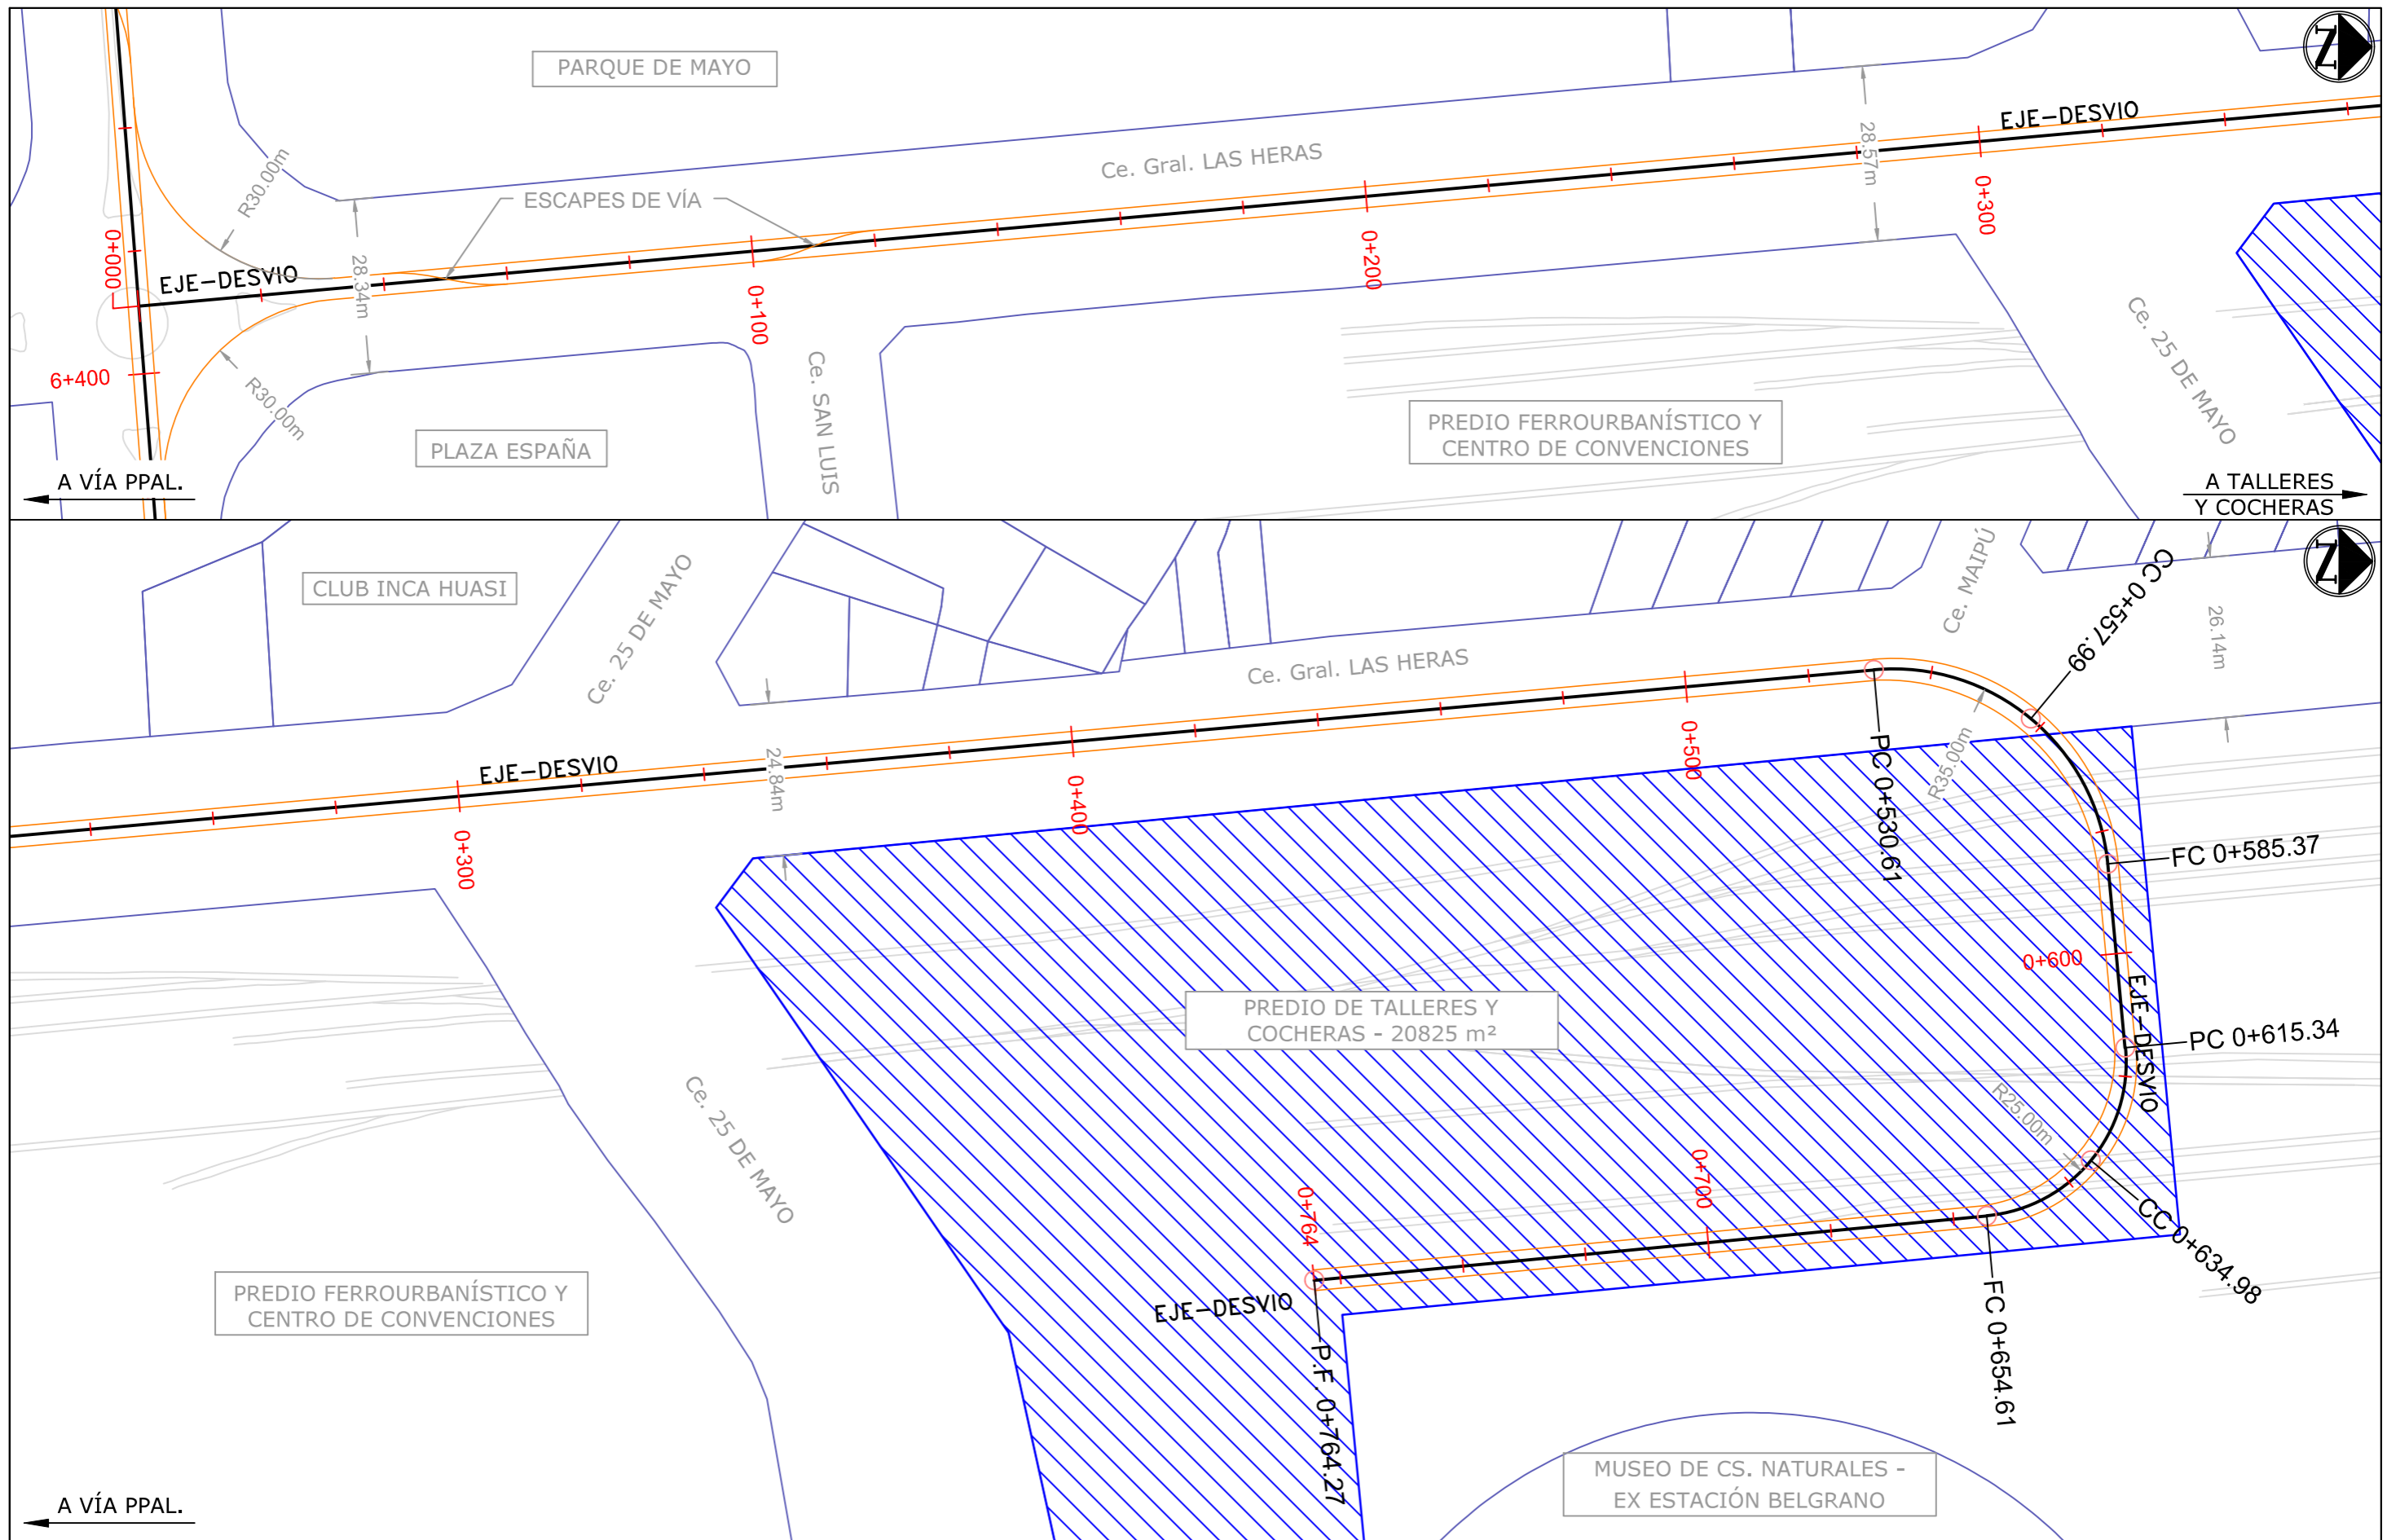 PARQUE DE MAYO
N
EJE-DESVIO
Ce. Gral. LAS HERAS
28.57m
R30.00m
ESCAPES DE VÍA
0+300
0+200
0+000
EJE-DESVIO
28.34m
0+100
Ce. 25 DE MAYO
6+400
R30.00m
Ce. SAN LUIS
PLAZA ESPAÑA
PREDIO FERROURBANÍSTICO Y
CENTRO DE CONVENCIONES
A VÍA PPAL.
A TALLERES
Y COCHERAS
N
CLUB INCA HUASI
Ce. 25 DE MAYO
Ce. MAIPÚ
CC 0+557.99
26.14m
Ce. Gral. LAS HERAS
EJE-DESVIO
24.84m
0+300
0+400
0+500
PC 0+530.61
R35.00m
FC 0+585.37
0+600
EJE-DESVIO
PREDIO DE TALLERES Y
COCHERAS - 20825 m²
PC 0+615.34
R25.00m
Ce. 25 DE MAYO
0+700
0+764
CC 0+634.98
PREDIO FERROURBANÍSTICO Y
CENTRO DE CONVENCIONES
EJE-DESVIO
FC 0+654.61
P.F. 0+764.27
MUSEO DE CS. NATURALES -
EX ESTACIÓN BELGRANO
A VÍA PPAL.